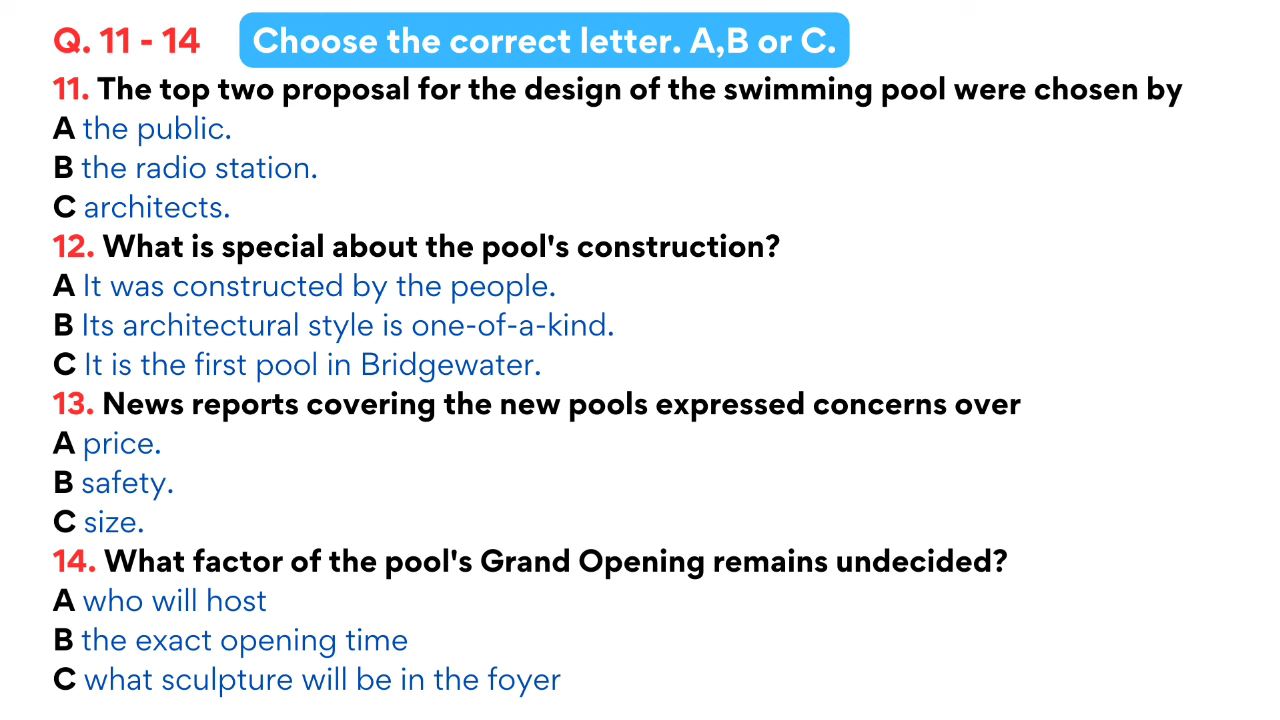 Q. 11 - 14 Choose the correct letter. A,B or C.
11. The top two proposal for the design of the swimming pool were chosen by
A the public.
B the radio station.
C architects.
12. What is special about the pool's construction?
A It was constructed by the people.
B Its architectural style is one-of-a-kind.
C It is the first pool in Bridgewater.
13. News reports covering the new pools expressed concerns over
A price.
B safety.
C size.
14. What factor of the pool's Grand Opening remains undecided?
A who will host
B the exact opening time
C what sculpture will be in the foyer